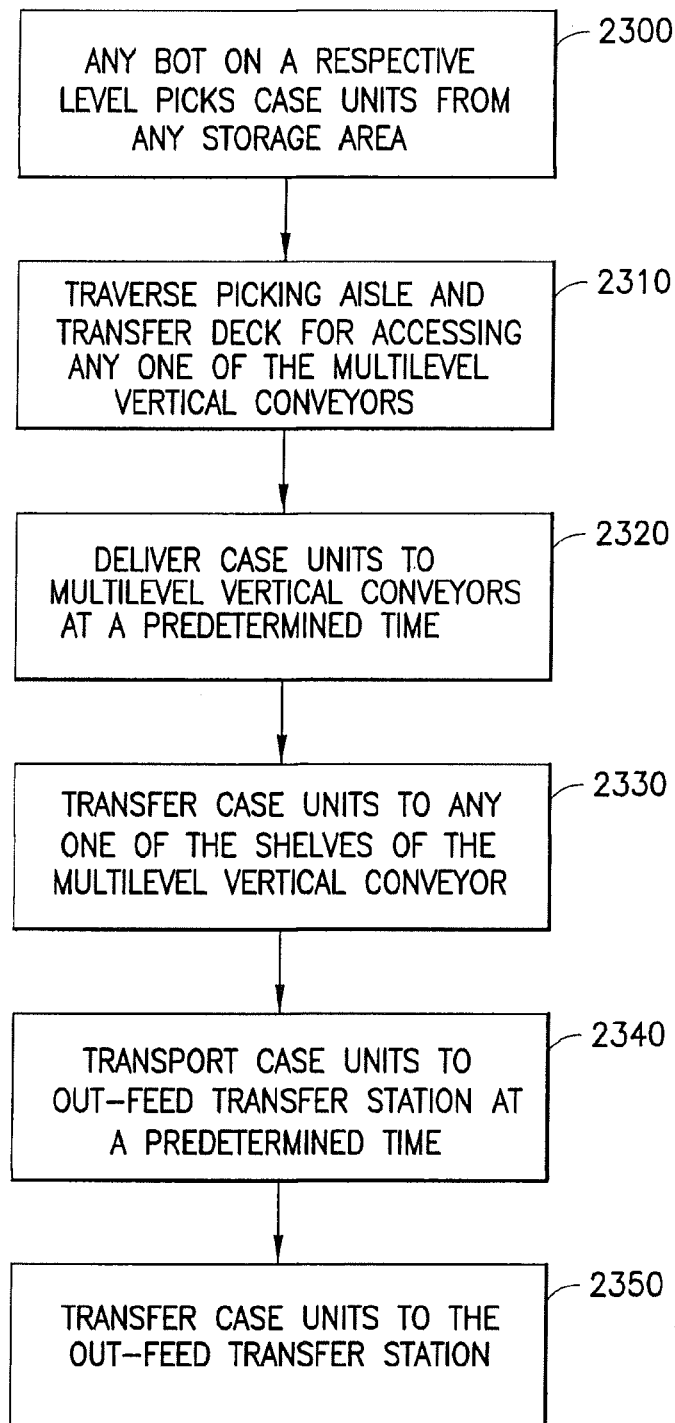 ANY BOT ON A RESPECTIVE
LEVEL PICKS CASE UNITS FROM
ANY STORAGE AREA
2300
TRAVERSE PICKING AISLE AND
TRANSFER DECK FOR ACCESSING
ANY ONE OF THE MULTILEVEL
VERTICAL CONVEYORS
2310
DELIVER CASE UNITS TO
MULTILEVEL VERTICAL CONVEYORS
AT A PREDETERMINED TIME
2320
TRANSFER CASE UNITS TO ANY
ONE OF THE SHELVES OF THE
MULTILEVEL VERTICAL CONVEYOR
2330
TRANSPORT CASE UNITS TO
OUT-FEED TRANSFER STATION AT
A PREDETERMINED TIME
2340
TRANSFER CASE UNITS TO THE
OUT-FEED TRANSFER STATION
2350